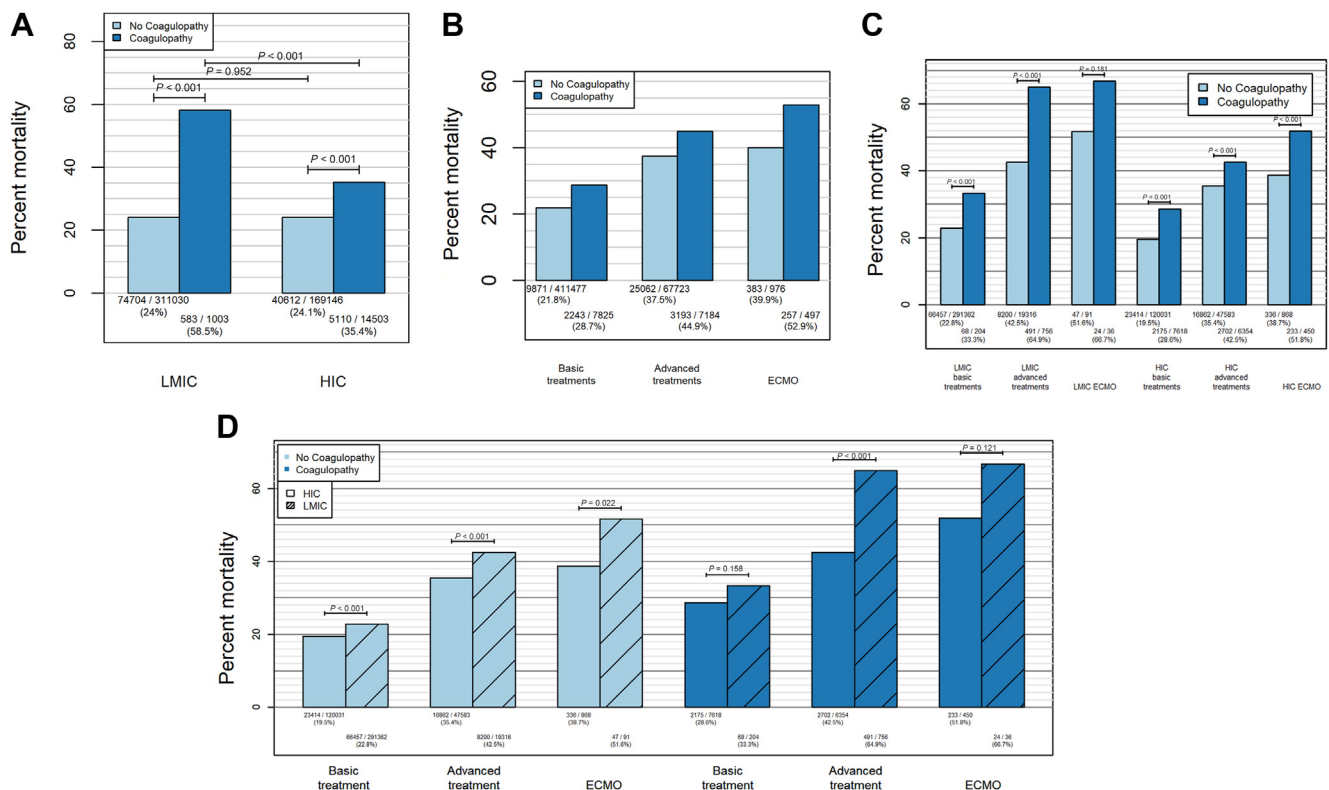 A
No Coagulopathy
Coagulopathy
P < 0.001
P = 0.952
P < 0.001
P < 0.001
Percent mortality
0
20
40
60
80
74704 / 311030
(24%)
583 / 1003
(58.5%)
40612 / 169146
(24.1%)
5110 / 14503
(35.4%)
LMIC
HIC
B
No Coagulopathy
Coagulopathy
Percent mortality
0
20
40
60
9871 / 411477
(21.8%)
2243 / 7825
(28.7%)
25062 / 67723
(37.5%)
3193 / 7184
(44.9%)
383 / 976
(39.9%)
257 / 497
(52.9%)
Basic
treatments
Advanced
treatments
ECMO
C
No Coagulopathy
Coagulopathy
P < 0.001
P < 0.001
P = 0.181
P < 0.001
P < 0.001
P < 0.001
Percent mortality
0
20
40
60
66457 / 291362
(22.8%)
68 / 204
(33.3%)
8200 / 19316
(42.5%)
491 / 756
(64.9%)
47 / 91
(51.6%)
24 / 36
(66.7%)
23414 / 120031
(19.5%)
2175 / 7618
(28.6%)
16862 / 47583
(35.4%)
2702 / 6354
(42.5%)
336 / 868
(38.7%)
233 / 450
(51.8%)
LMIC
basic
treatments
LMIC
advanced
treatments
LMIC ECMO
HIC
basic
treatments
HIC
advanced
treatments
HIC ECMO
D
No Coagulopathy
Coagulopathy
HIC
LMIC
P < 0.001
P < 0.001
P = 0.022
P = 0.158
P < 0.001
P = 0.121
Percent mortality
0
20
40
60
23414 / 120031
(19.5%)
66457 / 291362
(22.8%)
16862 / 47583
(35.4%)
8200 / 19316
(42.5%)
336 / 868
(38.7%)
47 / 91
(51.6%)
2175 / 7618
(28.6%)
68 / 204
(33.3%)
2702 / 6354
(42.5%)
491 / 756
(64.9%)
233 / 450
(51.8%)
24 / 36
(66.7%)
Basic
treatment
Advanced
treatment
ECMO
Basic
treatment
Advanced
treatment
ECMO